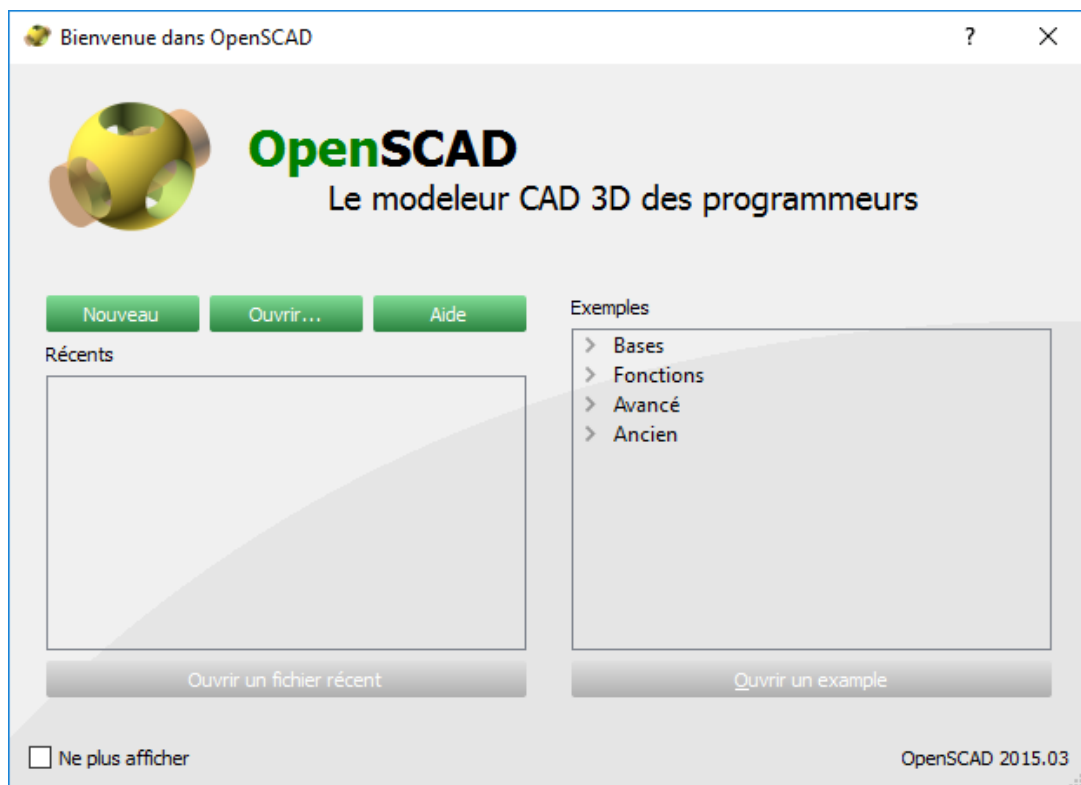 Bienvenue dans OpenSCAD
?
OpenSCAD
Le modeleur CAD 3D des programmeurs
Nouveau
Ouvrir...
Aide
Récents
Ouvrir un fichier récent
Exemples
Bases
Fonctions
Avancé
Ancien
Ouvrir un example
Ne plus afficher
OpenSCAD 2015.03